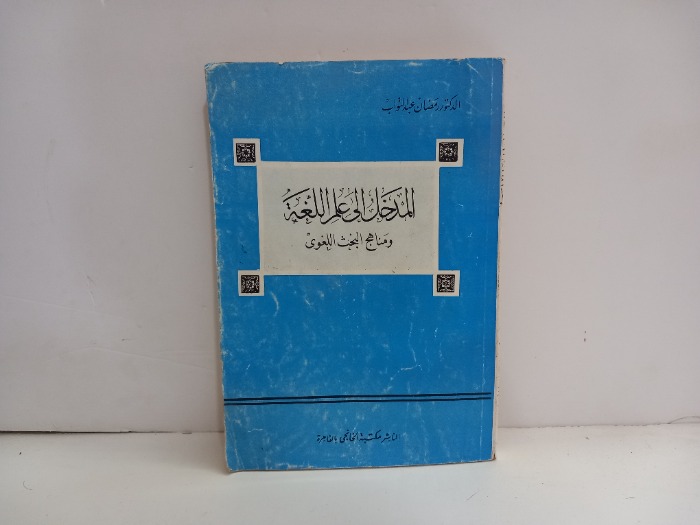 الدكتور رمضان عبد التواب
المدخل إلى علم اللغة
ومناهج البحث اللغوى
الناشر مكتبة الخانجى بالقاهرة